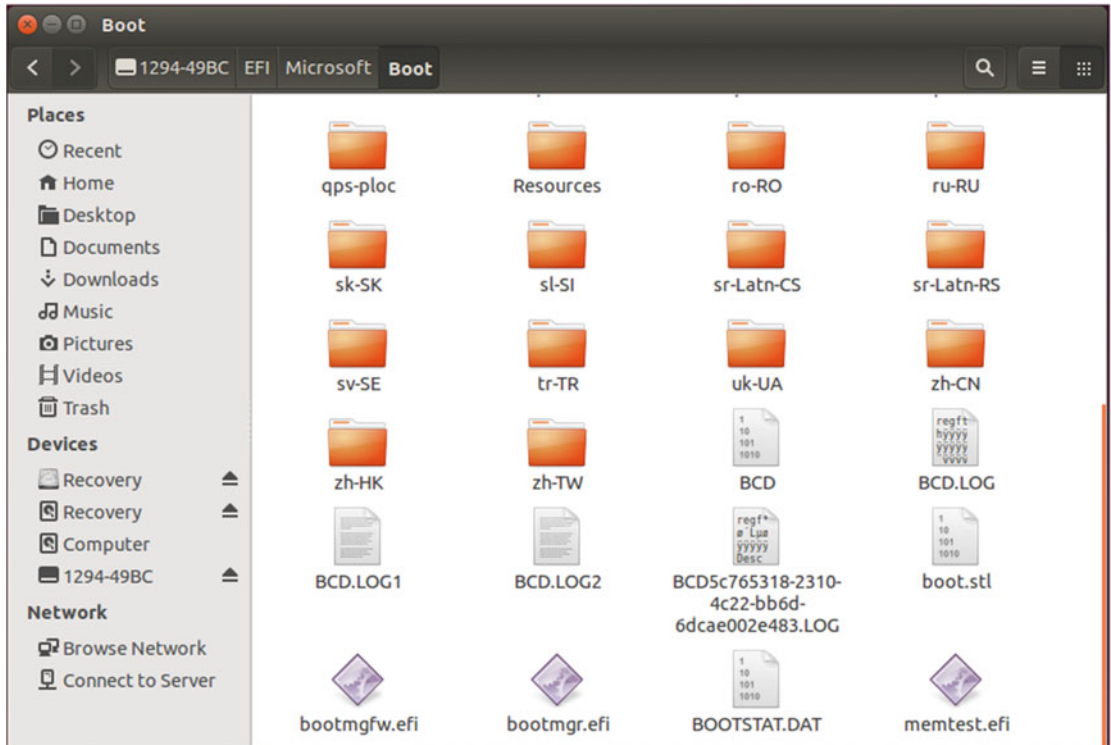 Boot
1294-49BC EFI Microsoft Boot
Places
Recent
Home
Desktop
Documents
Downloads
Music
Pictures
Videos
Trash
Devices
Recovery
Recovery
Computer
1294-49BC
Network
Browse Network
Connect to Server
qps-ploc Resources ro-RO ru-RU
sk-SK sl-SI sr-Latn-CS sr-Latn-RS
sv-SE tr-TR uk-UA zh-CN
zh-HK zh-TW BCD BCD.LOG
BCD.LOG1 BCD.LOG2 BCD5c765318-2310-
4c22-bb6d-
6dcae002e483.LOG boot.stl
bootmgfw.efi bootmgr.efi BOOTSTAT.DAT memtest.efi